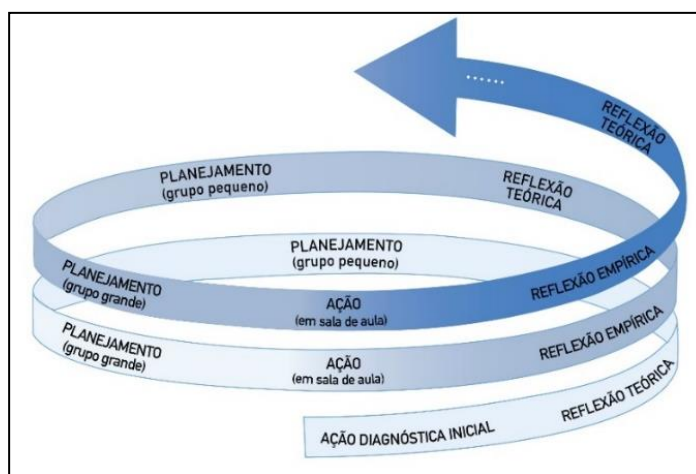 ......
REFLEXÃO
TEÓRICA
PLANEJAMENTO
(grupo pequeno)
REFLEXÃO
TEÓRICA
PLANEJAMENTO
(grupo pequeno)
PLANEJAMENTO
(grupo grande)
AÇÃO
(em sala de aula)
REFLEXÃO EMPÍRICA
PLANEJAMENTO
(grupo grande)
AÇÃO
(em sala de aula)
REFLEXÃO EMPÍRICA
AÇÃO DIAGNÓSTICA INICIAL
REFLEXÃO TEÓRICA